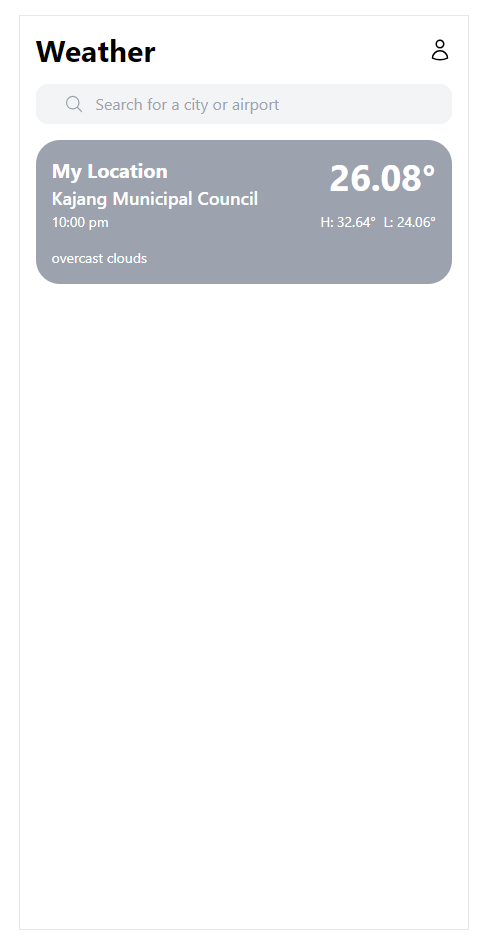 Weather
Search for a city or airport
My Location
26.08°
Kajang Municipal Council
10:00 pm
H: 32.64° L: 24.06°
overcast clouds